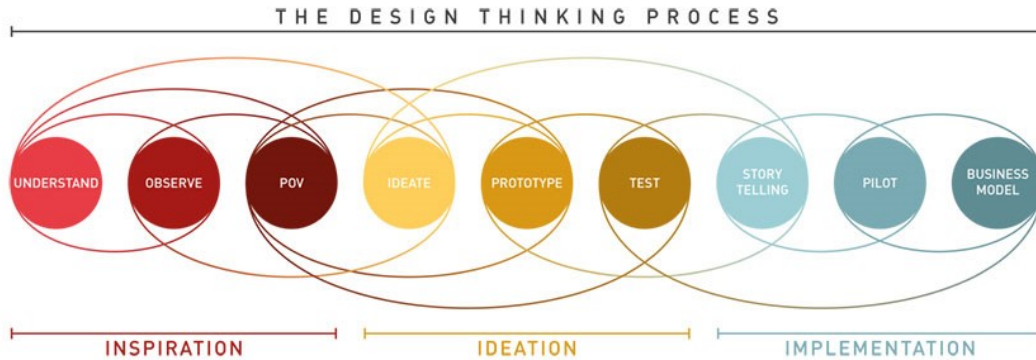 THE DESIGN THINKING PROCESS
UNDERSTAND
OBSERVE
POV
IDEATE
PROTOTYPE
TEST
STORY
TELLING
PILOT
BUSINESS
MODEL
INSPIRATION
IDEATION
IMPLEMENTATION